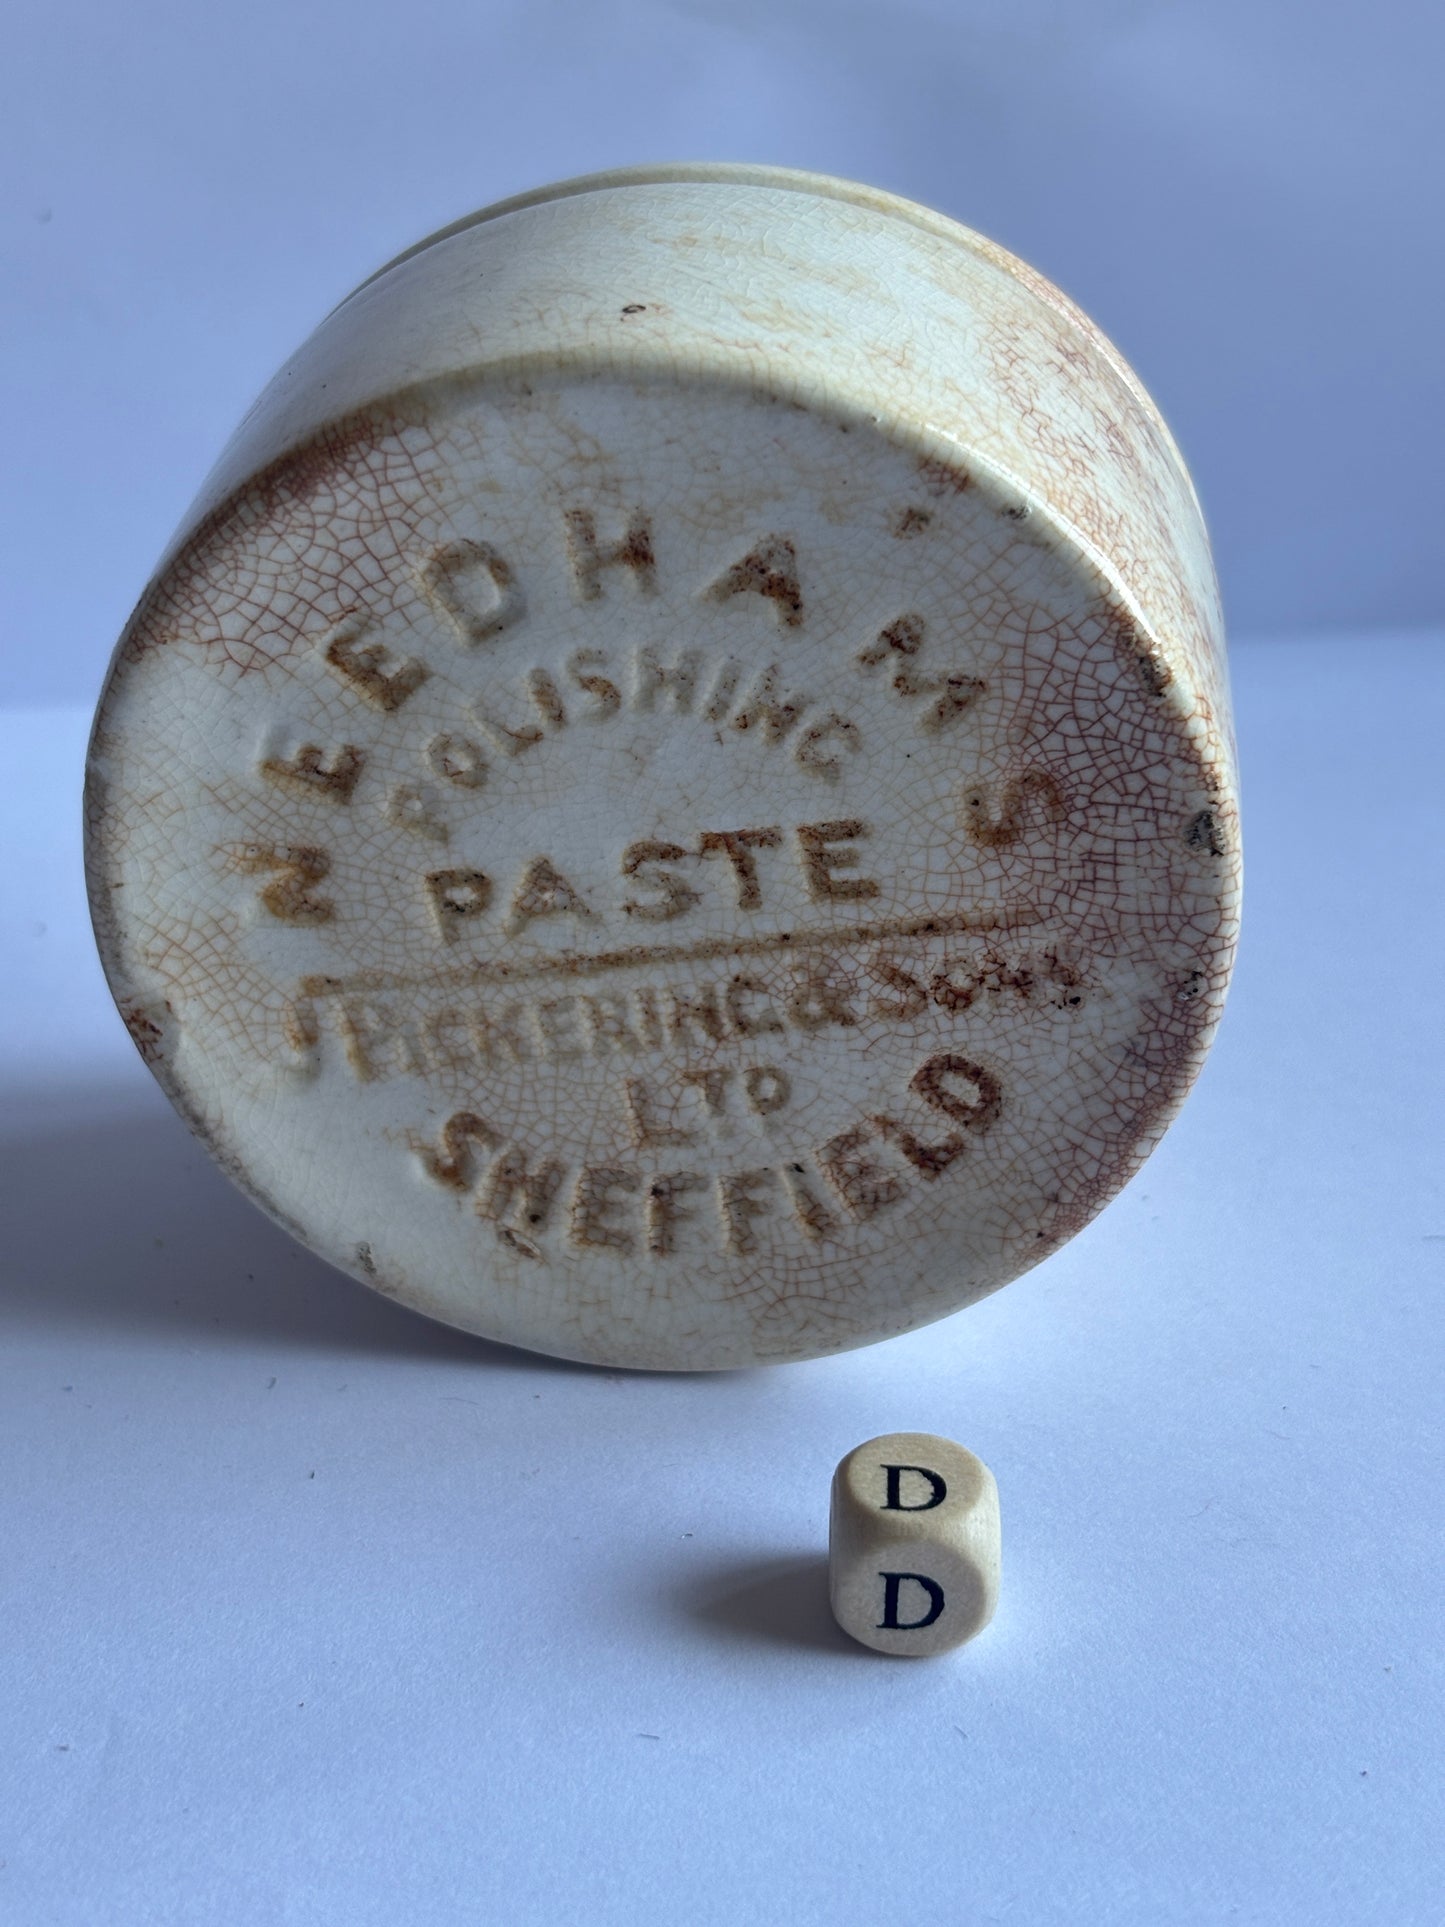 NEEDHAM'S
POLISHING
PASTE
J PICKERING & SONS
LTD
SHEFFIELD
D
D